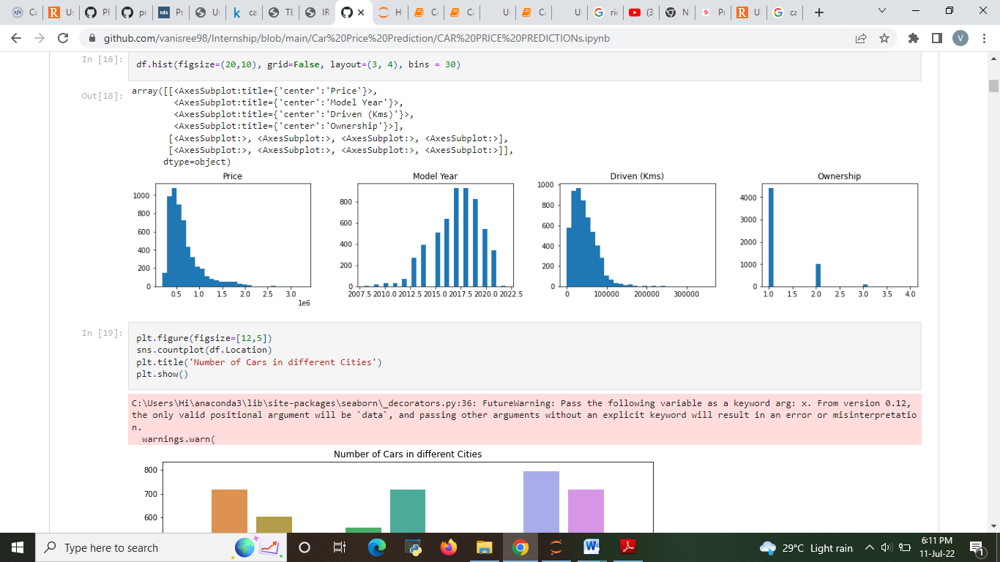 Ca
Us
PF
pr
tds
Pr
Us
k
ca
TE
IR
H
C/
C/
U
C/
U
ri
(3
N
Pr
U
ca
github.com/vanisree98/Internship/blob/main/Car%20Price%20Prediction/CAR%20PRICE%20PREDICTIONs.ipynb
V
In [18]:
df.hist(figsize=(20,10), grid=False, layout=(3, 4), bins = 30)
Out[18]:
array([[<AxesSubplot:title={'center':'Price'}>,
<AxesSubplot:title={'center':'Model Year'}>,
<AxesSubplot:title={'center':'Driven (Kms)'}>,
<AxesSubplot:title={'center':'Ownership'}>],
[<AxesSubplot:>, <AxesSubplot:>, <AxesSubplot:>, <AxesSubplot:>],
[<AxesSubplot:>, <AxesSubplot:>, <AxesSubplot:>, <AxesSubplot:>]],
dtype=object)
Price
1000
800
600
400
200
0
0.5 1.0 1.5 2.0 2.5 3.0
1e6
Model Year
800
600
400
200
0
2007.5 2010.0 2012.5 2015.0 2017.5 2020.0 2022.5
Driven (Kms)
1000
800
600
400
200
0
0 100000 200000 300000
Ownership
4000
3000
2000
1000
0
1.0 1.5 2.0 2.5 3.0 3.5 4.0
In [19]:
plt.figure(figsize=[12,5])
sns.countplot(df.Location)
plt.title('Number of Cars in different Cities')
plt.show()
C:\Users\Hi\anaconda3\lib\site-packages\seaborn\_decorators.py:36: FutureWarning: Pass the following variable as a keyword arg: x. From version 0.12,
the only valid positional argument will be `data`, and passing other arguments without an explicit keyword will result in an error or misinterpretatio
n.
warnings.warn(
Number of Cars in different Cities
800
700
600
Type here to search
29°C Light rain
6:11 PM
11-Jul-22
1